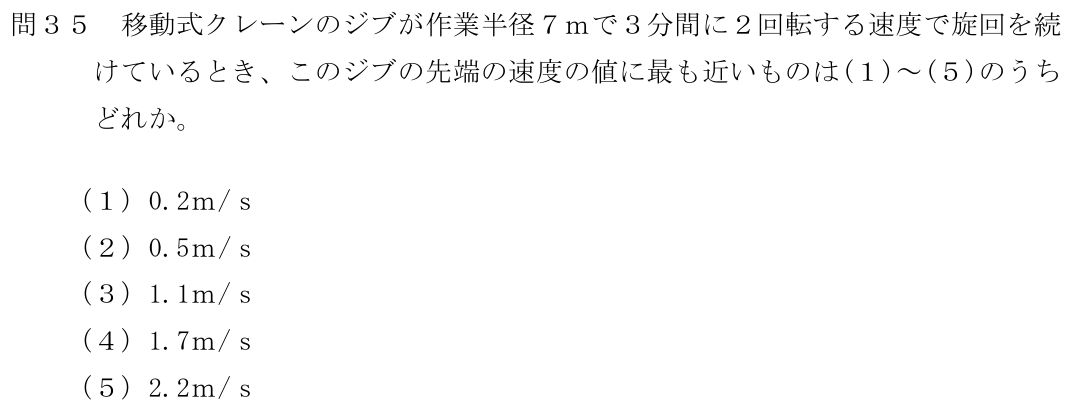 問３５　移動式クレーンのジブが作業半径７ｍで３分間に２回転する速度で旋回を続
けているとき、このジブの先端の速度の値に最も近いものは(１)～(５)のうち
どれか。
(１) 0.2m/s
(２) 0.5m/s
(３) 1.1m/s
(４) 1.7m/s
(５) 2.2m/s